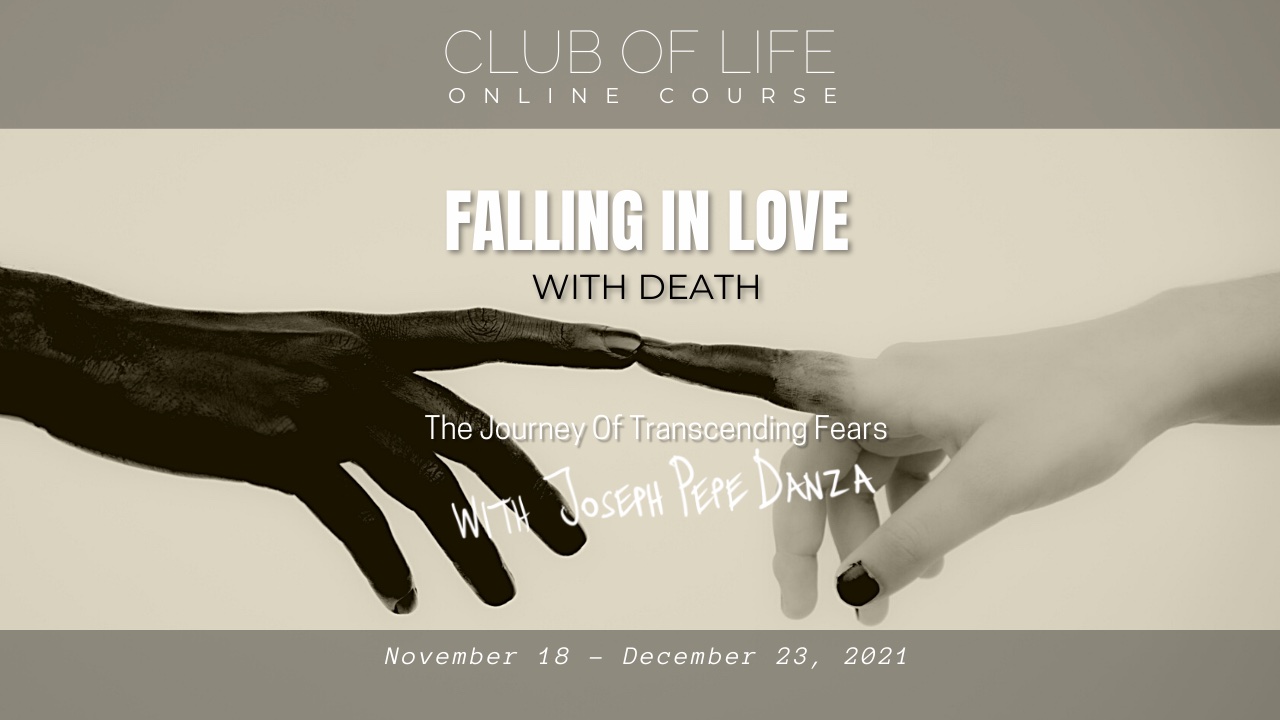 CLUB OF LIFE
ONLINE COURSE
FALLING IN LOVE
WITH DEATH
The Journey Of Transcending Fears
WITH JOSEPH PEPE DANZA
November 18 – December 23, 2021